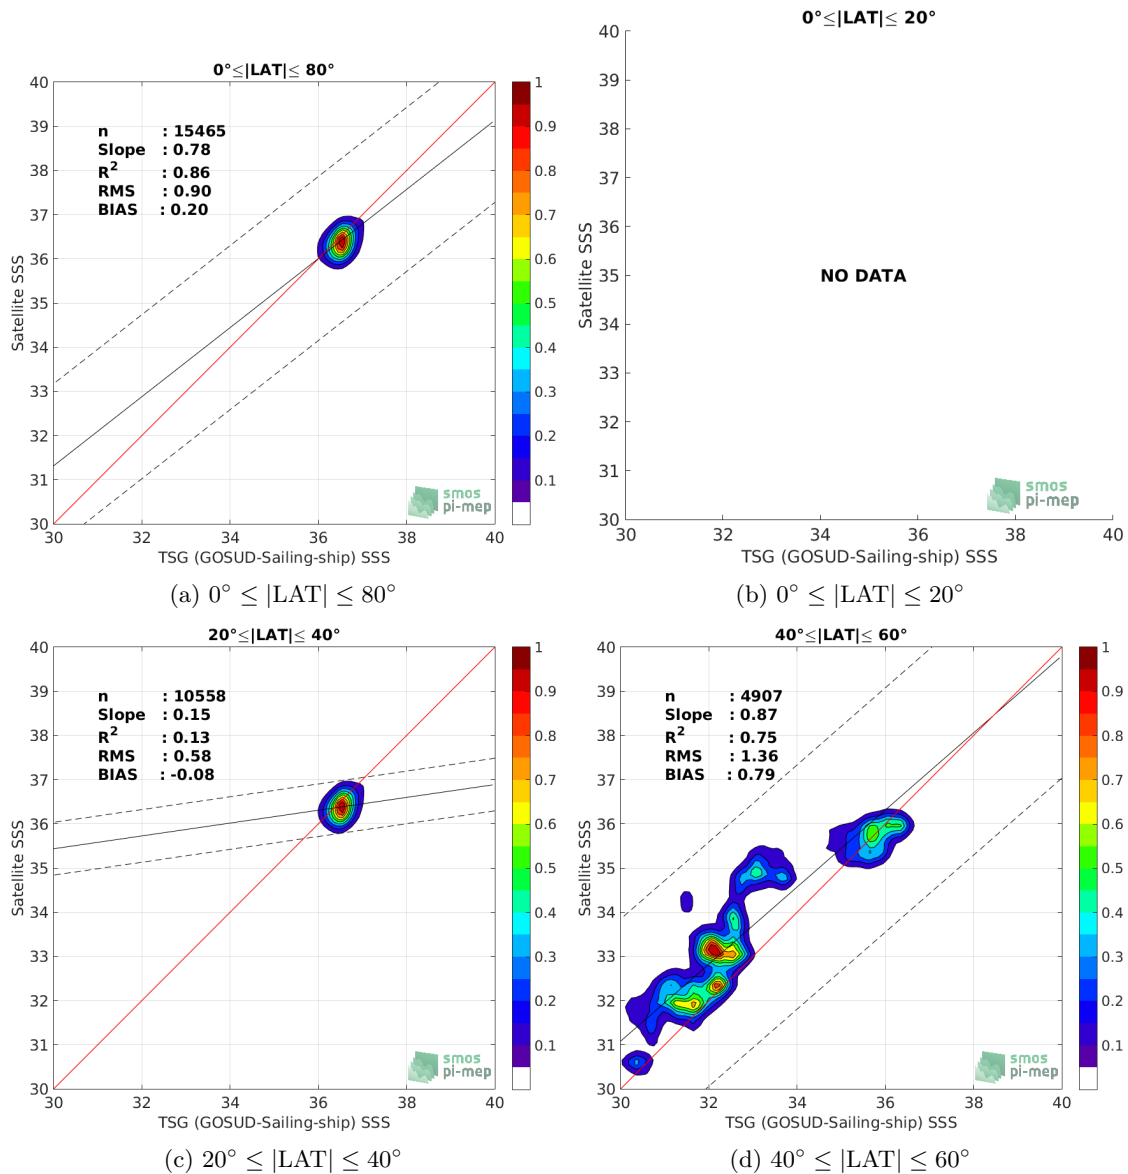 0°≤|LAT|≤ 80°
40
39
38
37
36
35
34
33
32
31
30
Satellite SSS
n : 15465
Slope : 0.78
R² : 0.86
RMS : 0.90
BIAS : 0.20
smos
pi-mep
30 32 34 36 38 40
TSG (GOSUD-Sailing-ship) SSS
1
0.9
0.8
0.7
0.6
0.5
0.4
0.3
0.2
0.1
(a) 0° ≤ |LAT| ≤ 80°
0°≤|LAT|≤ 20°
40
39
38
37
36
35
34
33
32
31
30
Satellite SSS
NO DATA
smos
pi-mep
30 32 34 36 38 40
TSG (GOSUD-Sailing-ship) SSS
(b) 0° ≤ |LAT| ≤ 20°
20°≤|LAT|≤ 40°
40
39
38
37
36
35
34
33
32
31
30
Satellite SSS
n : 10558
Slope : 0.15
R² : 0.13
RMS : 0.58
BIAS : -0.08
smos
pi-mep
30 32 34 36 38 40
TSG (GOSUD-Sailing-ship) SSS
1
0.9
0.8
0.7
0.6
0.5
0.4
0.3
0.2
0.1
(c) 20° ≤ |LAT| ≤ 40°
40°≤|LAT|≤ 60°
40
39
38
37
36
35
34
33
32
31
30
Satellite SSS
n : 4907
Slope : 0.87
R² : 0.75
RMS : 1.36
BIAS : 0.79
smos
pi-mep
30 32 34 36 38 40
TSG (GOSUD-Sailing-ship) SSS
1
0.9
0.8
0.7
0.6
0.5
0.4
0.3
0.2
0.1
(d) 40° ≤ |LAT| ≤ 60°